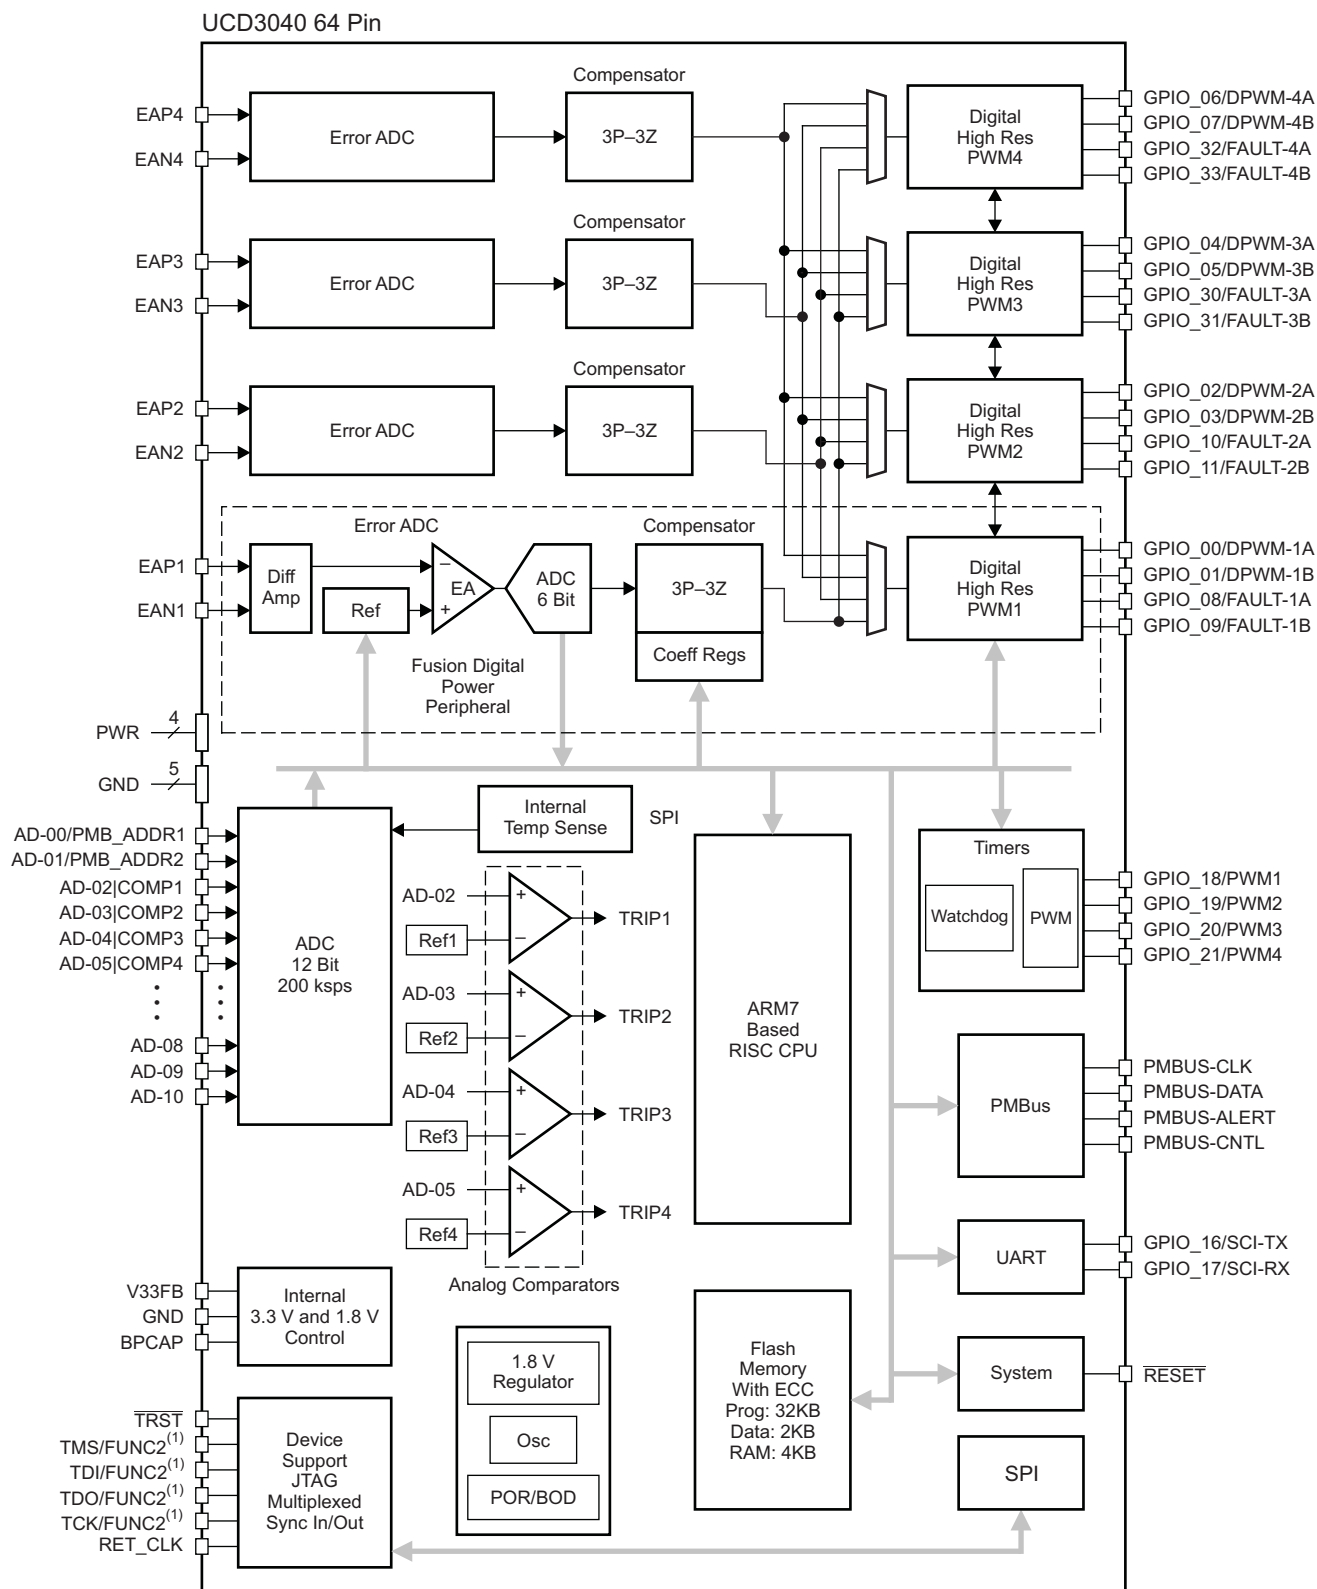 UCD3040 64 Pin
Compensator
EAP4
EAN4
Error ADC
3P–3Z
Digital
High Res
PWM4
GPIO_06/DPWM-4A
GPIO_07/DPWM-4B
GPIO_32/FAULT-4A
GPIO_33/FAULT-4B
Compensator
EAP3
EAN3
Error ADC
3P–3Z
Digital
High Res
PWM3
GPIO_04/DPWM-3A
GPIO_05/DPWM-3B
GPIO_30/FAULT-3A
GPIO_31/FAULT-3B
Compensator
EAP2
EAN2
Error ADC
3P–3Z
Digital
High Res
PWM2
GPIO_02/DPWM-2A
GPIO_03/DPWM-2B
GPIO_10/FAULT-2A
GPIO_11/FAULT-2B
Error ADC
Compensator
EAP1
EAN1
Diff
Amp
Ref
–
EA
+
ADC
6 Bit
3P–3Z
Coeff Regs
Digital
High Res
PWM1
GPIO_00/DPWM-1A
GPIO_01/DPWM-1B
GPIO_08/FAULT-1A
GPIO_09/FAULT-1B
Fusion Digital
Power
Peripheral
PWR
4
GND
5
AD-00/PMB_ADDR1
AD-01/PMB_ADDR2
AD-02|COMP1
AD-03|COMP2
AD-04|COMP3
AD-05|COMP4
AD-08
AD-09
AD-10
ADC
12 Bit
200 ksps
Internal
Temp Sense
SPI
AD-02
+
Ref1
–
TRIP1
AD-03
+
Ref2
–
TRIP2
AD-04
+
Ref3
–
TRIP3
AD-05
+
Ref4
–
TRIP4
Analog Comparators
ARM7
Based
RISC CPU
Timers
Watchdog
PWM
GPIO_18/PWM1
GPIO_19/PWM2
GPIO_20/PWM3
GPIO_21/PWM4
PMBus
PMBUS-CLK
PMBUS-DATA
PMBUS-ALERT
PMBUS-CNTL
UART
GPIO_16/SCI-TX
GPIO_17/SCI-RX
V33FB
GND
BPCAP
Internal
3.3 V and 1.8 V
Control
1.8 V
Regulator
Osc
POR/BOD
Flash
Memory
With ECC
Prog: 32KB
Data: 2KB
RAM: 4KB
System
RESET
TRST
TMS/FUNC2(1)
TDI/FUNC2(1)
TDO/FUNC2(1)
TCK/FUNC2(1)
RET_CLK
Device
Support
JTAG
Multiplexed
Sync In/Out
SPI